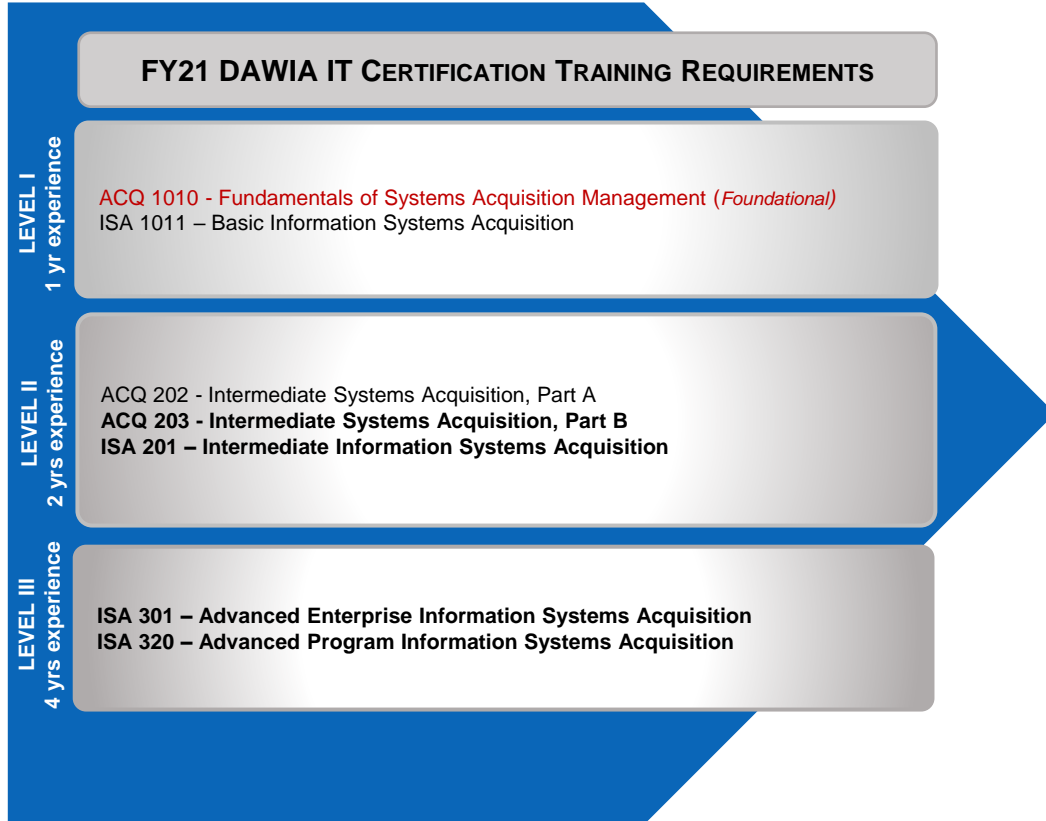 FY21 DAWIA IT CERTIFICATION TRAINING REQUIREMENTS
LEVEL I
1 yr experience
ACQ 1010 - Fundamentals of Systems Acquisition Management (Foundational)
ISA 1011 – Basic Information Systems Acquisition
LEVEL II
2 yrs experience
ACQ 202 - Intermediate Systems Acquisition, Part A
ACQ 203 - Intermediate Systems Acquisition, Part B
ISA 201 – Intermediate Information Systems Acquisition
LEVEL III
4 yrs experience
ISA 301 – Advanced Enterprise Information Systems Acquisition
ISA 320 – Advanced Program Information Systems Acquisition